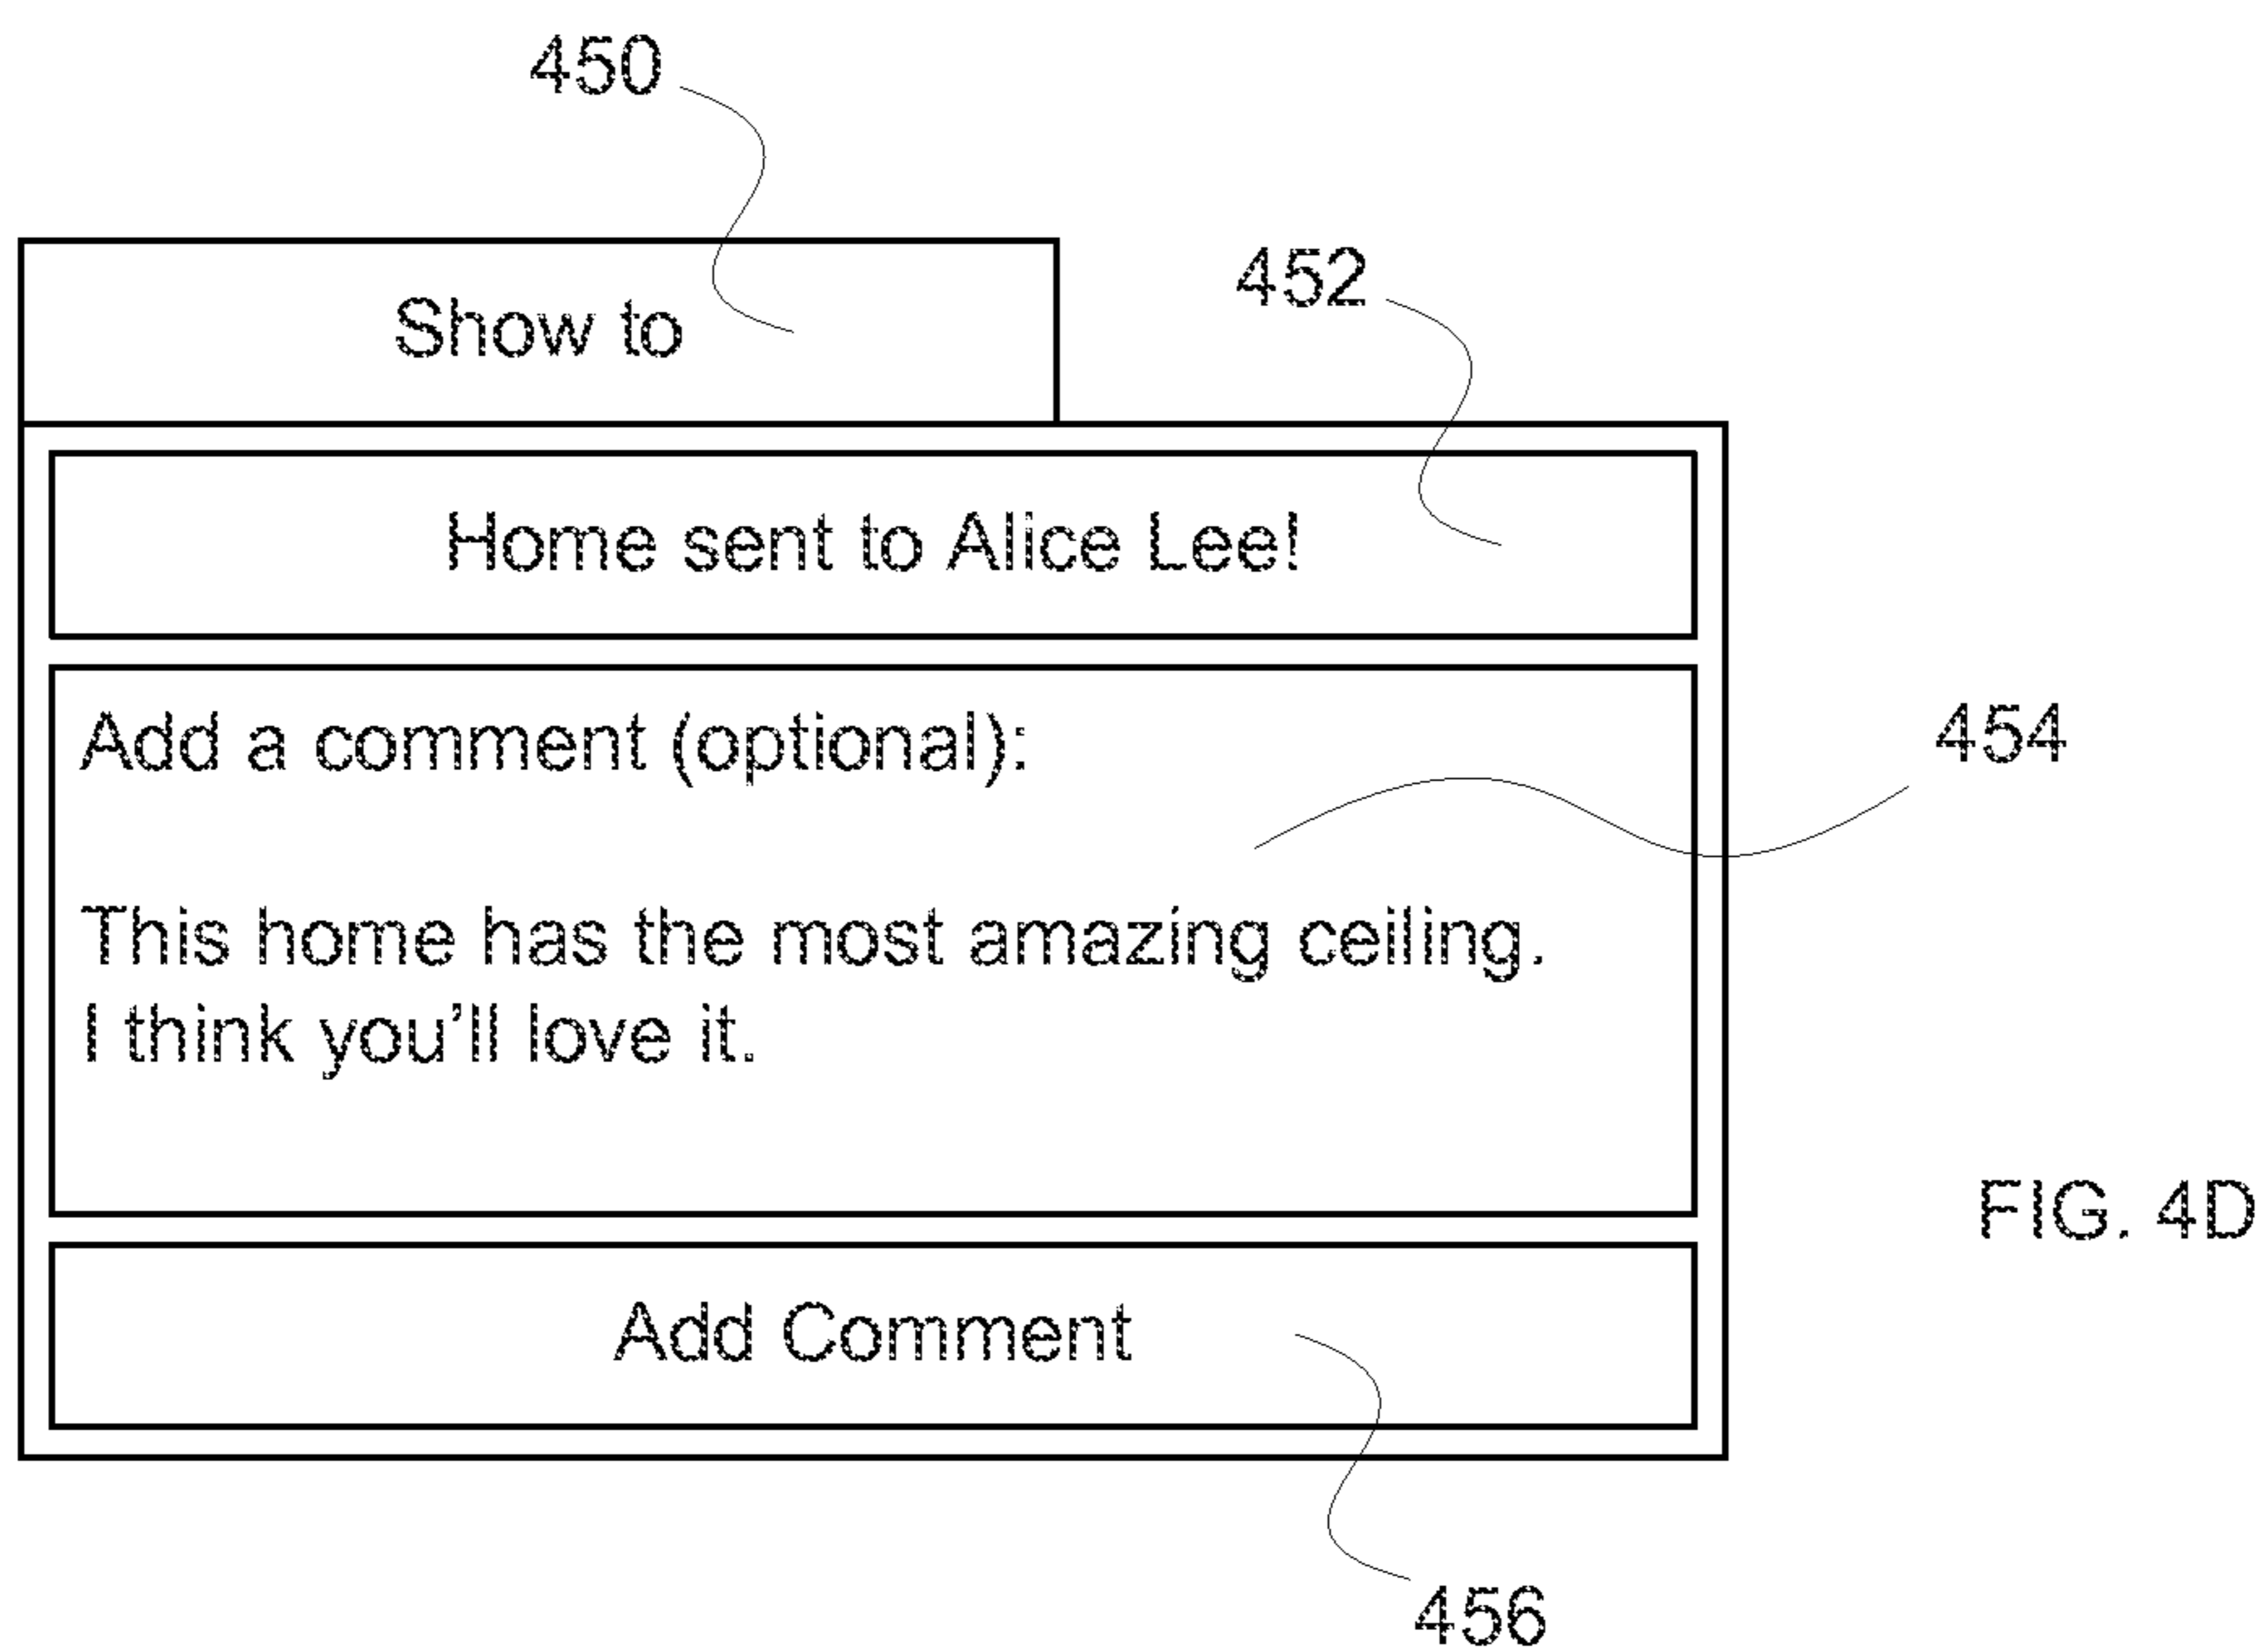 450
Show to
452
Home sent to Alice Lee!
Add a comment (optional):
454
This home has the most amazing ceiling.
I think you'll love it.
FIG. 4D
Add Comment
456